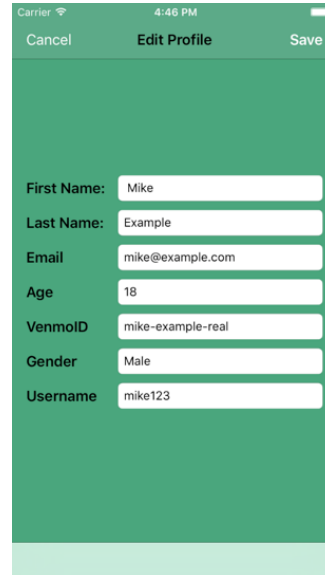 Carrier 4:46 PM
Cancel Edit Profile Save
First Name: Mike
Last Name: Example
Email mike@example.com
Age 18
VenmoID mike-example-real
Gender Male
Username mike123